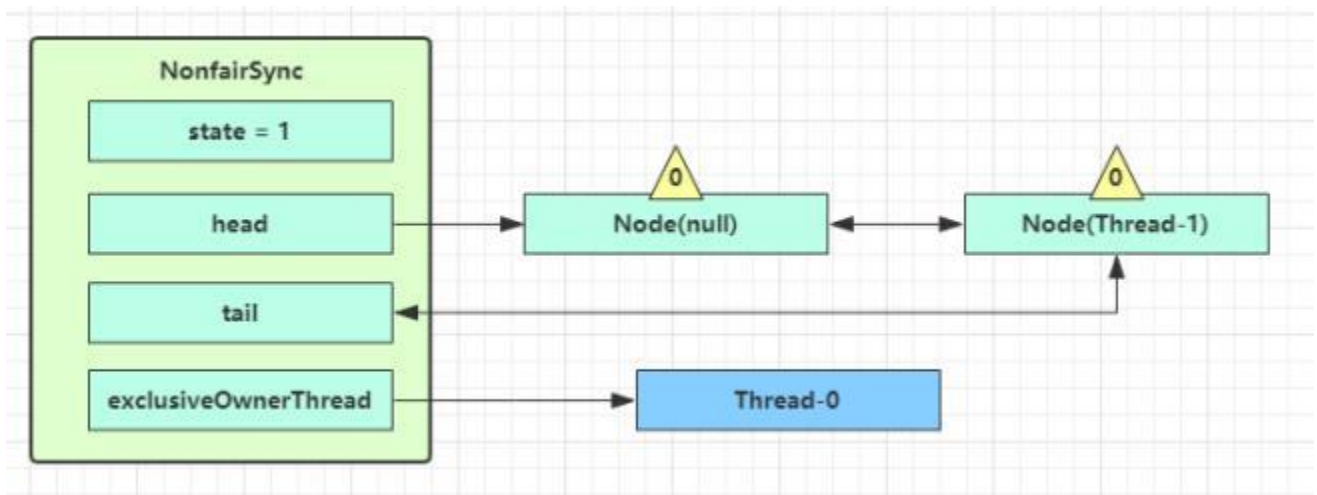 NonfairSync
state = 1
head
tail
exclusiveOwnerThread
0
Node(null)
0
Node(Thread-1)
Thread-0